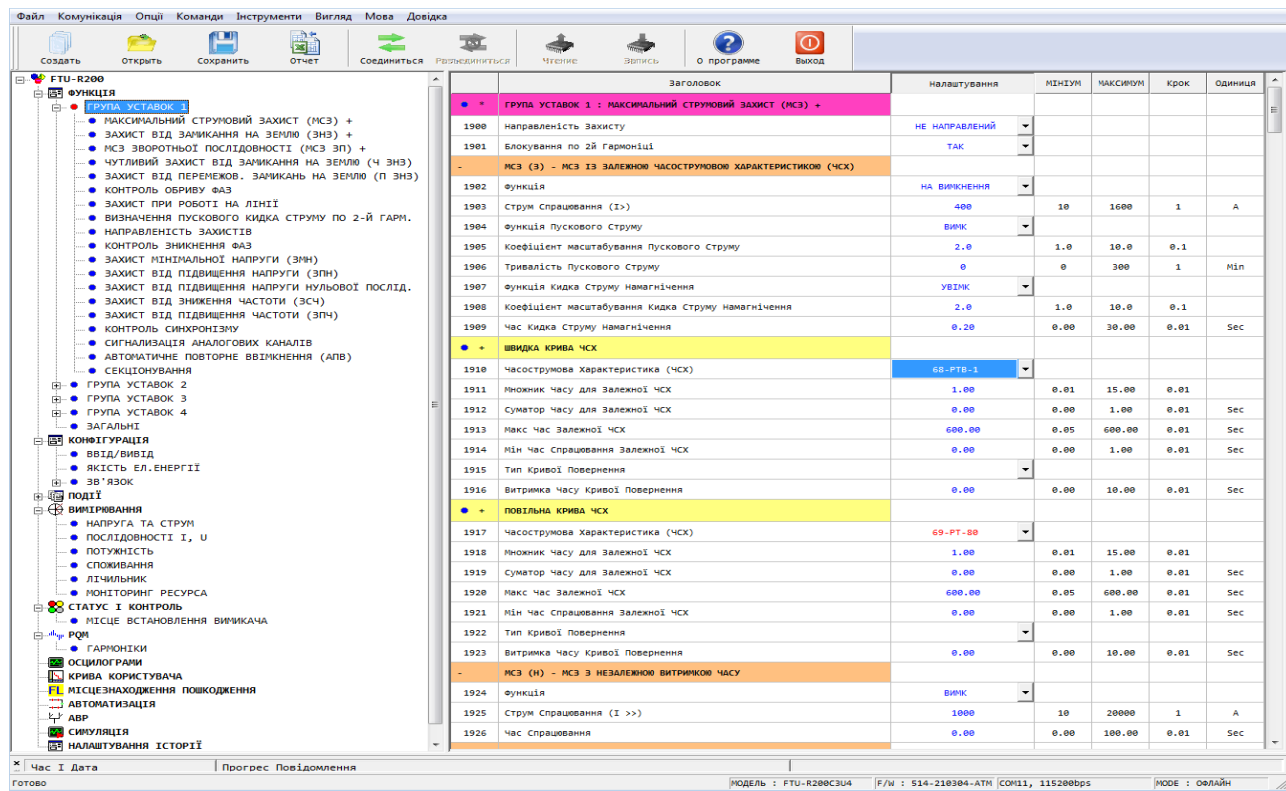 Файл Комунікація Опції Команди Інструменти Вигляд Мова Довідка
Создать Открыть Сохранить Отчет Соединиться Разъединиться Чтение Запись О программе Выход
FTU-R200
ФУНКЦІЯ
ГРУПА УСТАВОК 1
МАКСИМАЛЬНИЙ СТРУМОВИЙ ЗАХИСТ (МСЗ) +
ЗАХИСТ ВІД ЗАМИКАННЯ НА ЗЕМЛЮ (ЗНЗ) +
МСЗ ЗВОРОТНЬОЇ ПОСЛІДОВНОСТІ (МСЗ ЗП) +
ЧУТЛИВИЙ ЗАХИСТ ВІД ЗАМИКАННЯ НА ЗЕМЛЮ (Ч ЗНЗ)
ЗАХИСТ ВІД ПЕРЕМЕЖОВ. ЗАМИКАНЬ НА ЗЕМЛЮ (П ЗНЗ)
КОНТРОЛЬ ОБРИВУ ФАЗ
ЗАХИСТ ПРИ РОБОТІ НА ЛІНІЇ
ВИЗНАЧЕННЯ ПУСКОВОГО КИДКА СТРУМУ ПО 2-Й ГАРМ.
НАПРАВЛЕНІСТЬ ЗАХИСТІВ
КОНТРОЛЬ ЗНИКНЕННЯ ФАЗ
ЗАХИСТ МІНІМАЛЬНОЇ НАПРУГИ (ЗМН)
ЗАХИСТ ВІД ПІДВИЩЕННЯ НАПРУГИ (ЗПН)
ЗАХИСТ ВІД ПІДВИЩЕННЯ НАПРУГИ НУЛЬОВОЇ ПОСЛІД.
ЗАХИСТ ВІД ЗНИЖЕННЯ ЧАСТОТИ (ЗСЧ)
ЗАХИСТ ВІД ПІДВИЩЕННЯ ЧАСТОТИ (ЗПЧ)
КОНТРОЛЬ СИНХРОНІЗМУ
СИГНАЛИЗАЦІЯ АНАЛОГОВИХ КАНАЛІВ
АВТОМАТИЧНЕ ПОВТОРНЕ ВВІМКНЕННЯ (АПВ)
СЕКЦІОНУВАННЯ
ГРУПА УСТАВОК 2
ГРУПА УСТАВОК 3
ГРУПА УСТАВОК 4
ЗАГАЛЬНІ
КОНФІГУРАЦІЯ
ВВІД/ВИВІД
ЯКІСТЬ ЕЛ.ЕНЕРГІЇ
ЗВ'ЯЗОК
ПОДІЇ
ВИМІРЮВАННЯ
НАПРУГА ТА СТРУМ
ПОСЛІДОВНОСТІ I, U
ПОТУЖНІСТЬ
СПОЖИВАННЯ
ЛІЧИЛЬНИК
МОНІТОРИНГ РЕСУРСА
СТАТУС І КОНТРОЛЬ
МІСЦЕ ВСТАНОВЛЕННЯ ВИМИКАЧА
PQM
ГАРМОНІКИ
ОСЦИЛОГРАМИ
КРИВА КОРИСТУВАЧА
FL МІСЦЕЗНАХОДЖЕННЯ ПОШКОДЖЕННЯ
АВТОМАТИЗАЦІЯ
АВР
СИМУЛЯЦІЯ
НАЛАШТУВАННЯ ІСТОРІЇ
Заголовок Налаштування МІНІУМ МАКСИМУМ Крок Одиниця
* ГРУПА УСТАВОК 1 : МАКСИМАЛЬНИЙ СТРУМОВИЙ ЗАХИСТ (МСЗ) +
1900 Направленість Захисту НЕ НАПРАВЛЕНИЙ
1901 Блокування по 2й Гармоніці ТАК
- МСЗ (З) - МСЗ ІЗ ЗАЛЕЖНОЮ ЧАСОСТРУМОВОЮ ХАРАКТЕРИСТИКОЮ (ЧСХ)
1902 Функція НА ВИМКНЕННЯ
1903 Струм Спрацювання (I>) 400 10 1600 1 A
1904 Функція Пускового Струму ВИМК
1905 Коефіцієнт масштабування Пускового Струму 2.0 1.0 10.0 0.1
1906 Тривалість Пускового Струму 0 0 300 1 Min
1907 Функція Кидка Струму Намагнічення УВІМК
1908 Коефіцієнт масштабування Кидка Струму Намагнічення 2.0 1.0 10.0 0.1
1909 Час Кидка Струму Намагнічення 0.20 0.00 30.00 0.01 Sec
+ ШВИДКА КРИВА ЧСХ
1910 Часострумова Характеристика (ЧСХ) 68-РТВ-1
1911 Множник Часу для Залежної ЧСХ 1.00 0.01 15.00 0.01
1912 Суматор Часу для Залежної ЧСХ 0.00 0.00 1.00 0.01 Sec
1913 Макс Час Залежної ЧСХ 600.00 0.05 600.00 0.01 Sec
1914 Мін Час Спрацювання Залежної ЧСХ 0.00 0.00 1.00 0.01 Sec
1915 Тип Кривої Повернення
1916 Витримка Часу Кривої Повернення 0.00 0.00 10.00 0.01 Sec
+ ПОВІЛЬНА КРИВА ЧСХ
1917 Часострумова Характеристика (ЧСХ) 69-РТ-80
1918 Множник Часу для Залежної ЧСХ 1.00 0.01 15.00 0.01
1919 Суматор Часу для Залежної ЧСХ 0.00 0.00 1.00 0.01 Sec
1920 Макс Час Залежної ЧСХ 600.00 0.05 600.00 0.01 Sec
1921 Мін Час Спрацювання Залежної ЧСХ 0.00 0.00 1.00 0.01 Sec
1922 Тип Кривої Повернення
1923 Витримка Часу Кривої Повернення 0.00 0.00 10.00 0.01 Sec
- МСЗ (Н) - МСЗ З НЕЗАЛЕЖНОЮ ВИТРИМКОЮ ЧАСУ
1924 Функція ВИМК
1925 Струм Спрацювання (I >>) 1000 10 20000 1 A
1926 Час Спрацювання 0.00 0.00 100.00 0.01 Sec
Час І Дата Прогрес Повідомлення
Готово МОДЕЛЬ : FTU-R200C3U4 F/W : 514-210304-ATM COM11, 115200bps MODE : ОФЛАЙН